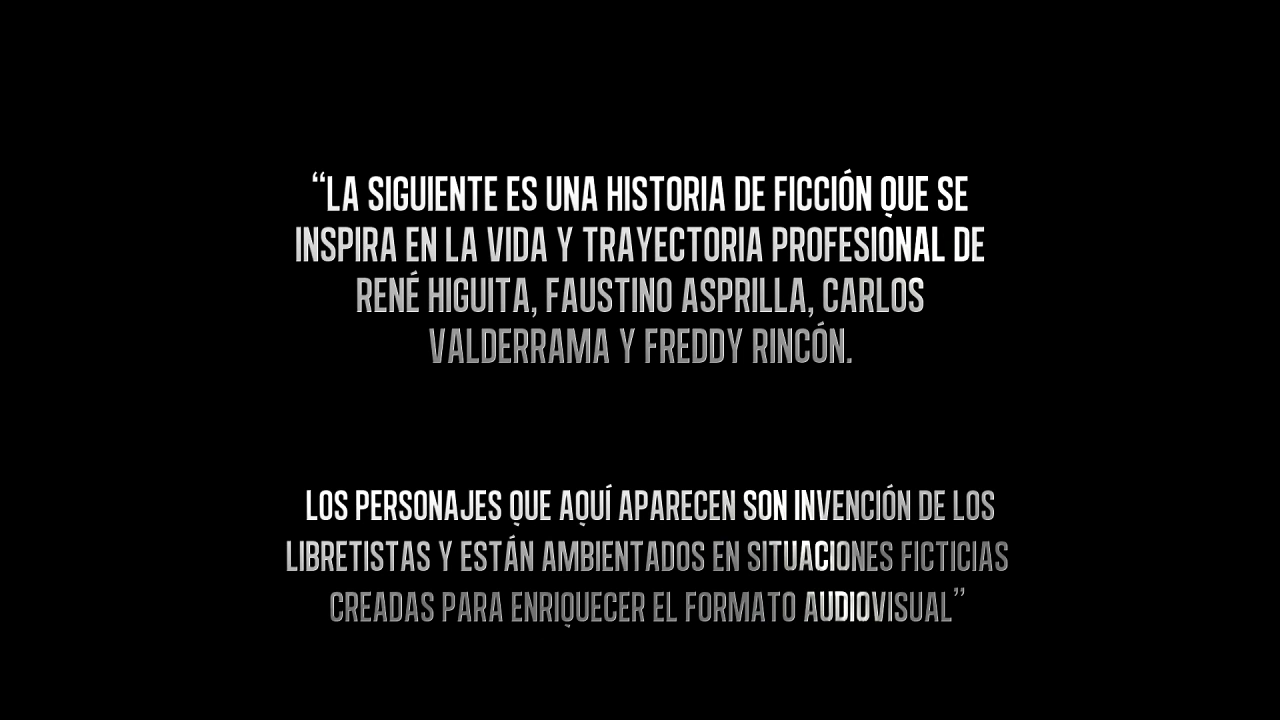 “LA SIGUIENTE ES UNA HISTORIA DE FICCIÓN QUE SE
INSPIRA EN LA VIDA Y TRAYECTORIA PROFESIONAL DE
RENÉ HIGUITA, FAUSTINO ASPRILLA, CARLOS
VALDERRAMA Y FREDDY RINCÓN.
LOS PERSONAJES QUE AQUÍ APARECEN SON INVENCIÓN DE LOS
LIBRETISTAS Y ESTÁN AMBIENTADOS EN SITUACIONES FICTICIAS
CREADAS PARA ENRIQUECER EL FORMATO AUDIOVISUAL”